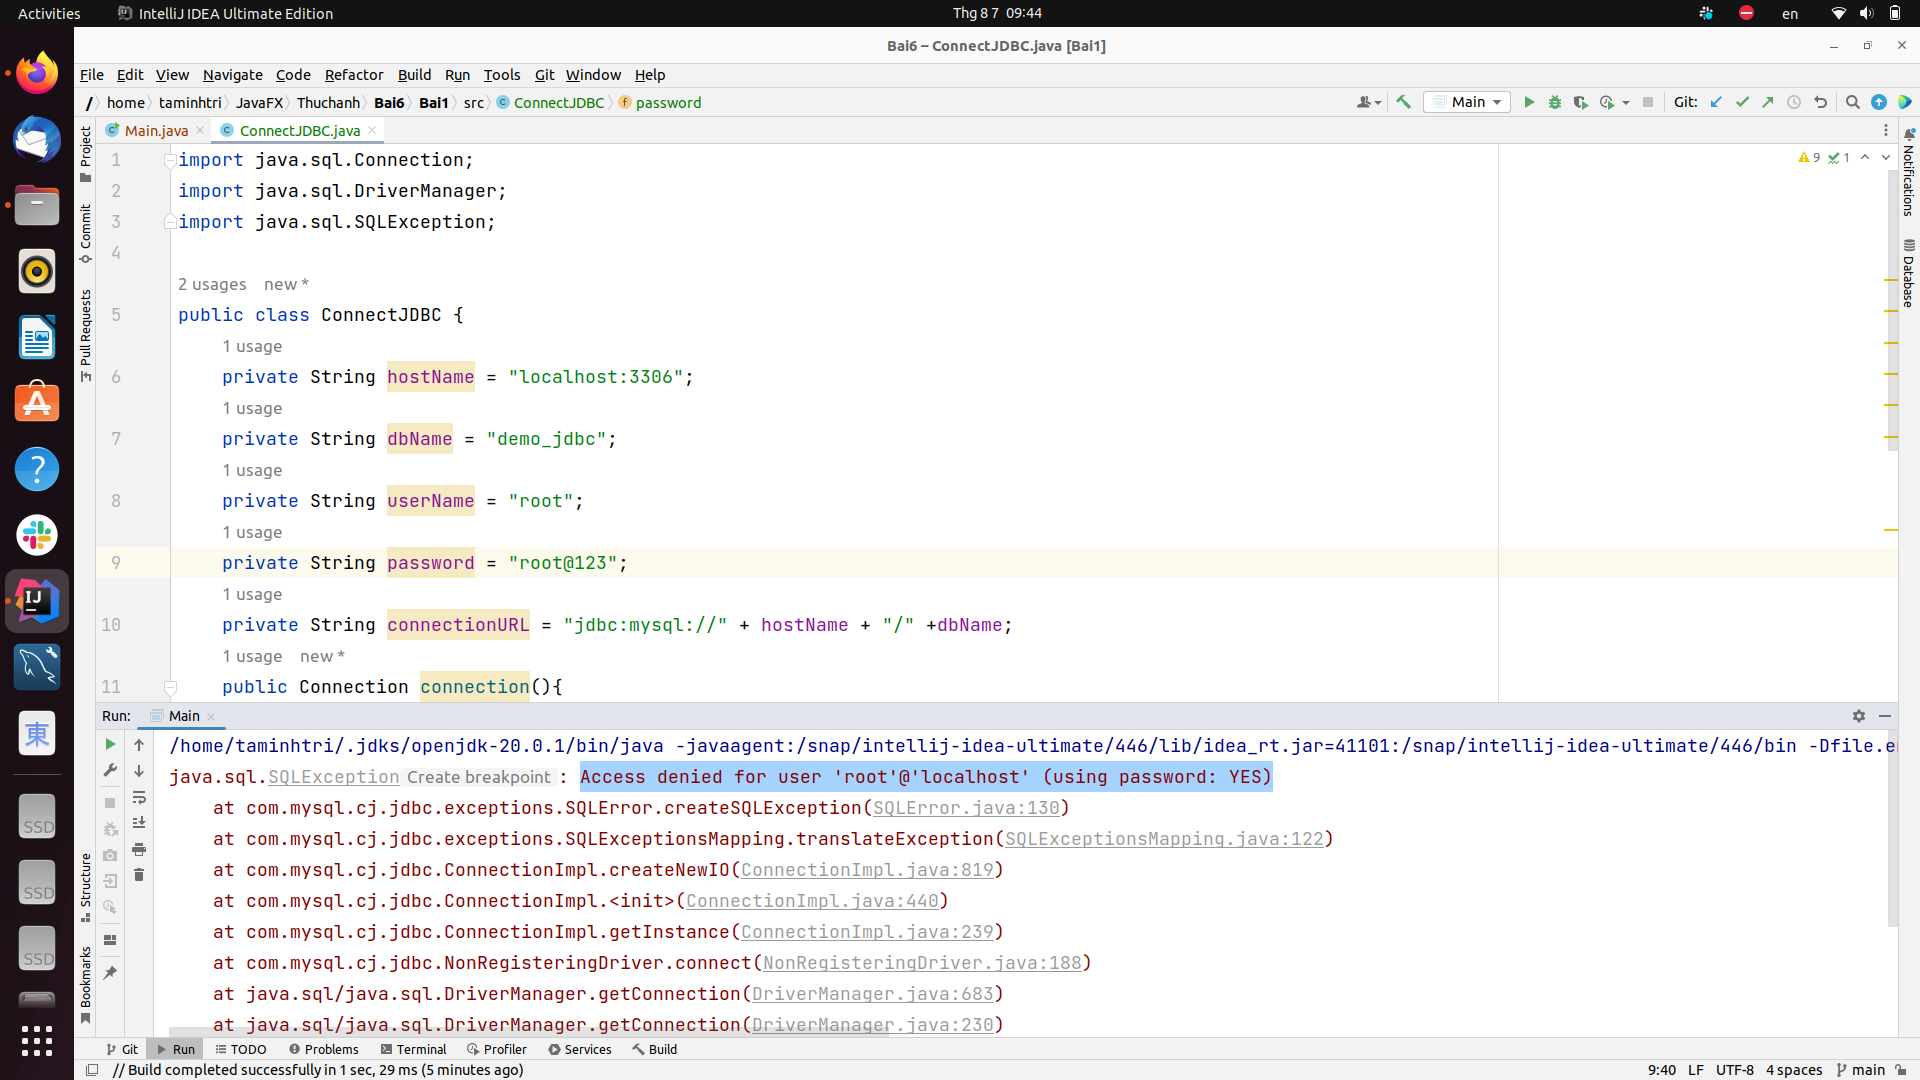 Activities
IntelliJ IDEA Ultimate Edition
Thg 8 7 09:44
en
Bai6 – ConnectJDBC.java [Bai1]
File Edit View Navigate Code Refactor Build Run Tools Git Window Help
/ home taminhtri JavaFX Thuchanh Bai6 Bai1 src ConnectJDBC password
Main
Git:
Main.java
ConnectJDBC.java
Project
Commit
Pull Requests
Structure
Bookmarks
Notifications
Database
9 1
1 import java.sql.Connection;
2 import java.sql.DriverManager;
3 import java.sql.SQLException;
4
2 usages new *
5 public class ConnectJDBC {
1 usage
6 private String hostName = "localhost:3306";
1 usage
7 private String dbName = "demo_jdbc";
1 usage
8 private String userName = "root";
1 usage
9 private String password = "root@123";
1 usage
10 private String connectionURL = "jdbc:mysql://" + hostName + "/" +dbName;
1 usage new *
11 public Connection connection(){
Run: Main
/home/taminhtri/.jdks/openjdk-20.0.1/bin/java -javaagent:/snap/intellij-idea-ultimate/446/lib/idea_rt.jar=41101:/snap/intellij-idea-ultimate/446/bin -Dfile.e
java.sql.SQLException Create breakpoint : Access denied for user 'root'@'localhost' (using password: YES)
at com.mysql.cj.jdbc.exceptions.SQLError.createSQLException(SQLError.java:130)
at com.mysql.cj.jdbc.exceptions.SQLExceptionsMapping.translateException(SQLExceptionsMapping.java:122)
at com.mysql.cj.jdbc.ConnectionImpl.createNewIO(ConnectionImpl.java:819)
at com.mysql.cj.jdbc.ConnectionImpl.<init>(ConnectionImpl.java:440)
at com.mysql.cj.jdbc.ConnectionImpl.getInstance(ConnectionImpl.java:239)
at com.mysql.cj.jdbc.NonRegisteringDriver.connect(NonRegisteringDriver.java:188)
at java.sql/java.sql.DriverManager.getConnection(DriverManager.java:683)
at java.sql/java.sql.DriverManager.getConnection(DriverManager.java:230)
Git Run TODO Problems Terminal Profiler Services Build
// Build completed successfully in 1 sec, 29 ms (5 minutes ago)
9:40 LF UTF-8 4 spaces main
IJ
東
SSD
SSD
SSD